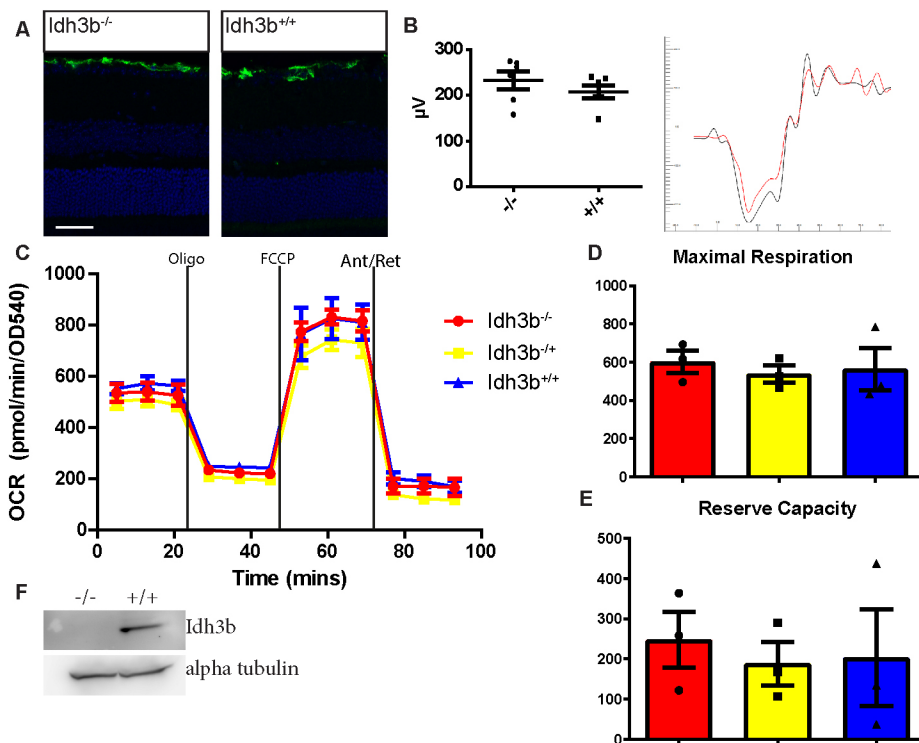 A
Idh3b-/-
Idh3b+/+
B
300
200
100
0
µV
-/-
+/+
C
Oligo
FCCP
Ant/Ret
1000
800
600
400
200
0
OCR (pmol/min/OD540)
0 20 40 60 80 100
Time (mins)
Idh3b-/-
Idh3b-/+
Idh3b+/+
D
Maximal Respiration
1000
800
600
400
200
0
E
Reserve Capacity
500
400
300
200
100
0
F
-/- +/+
Idh3b
alpha tubulin